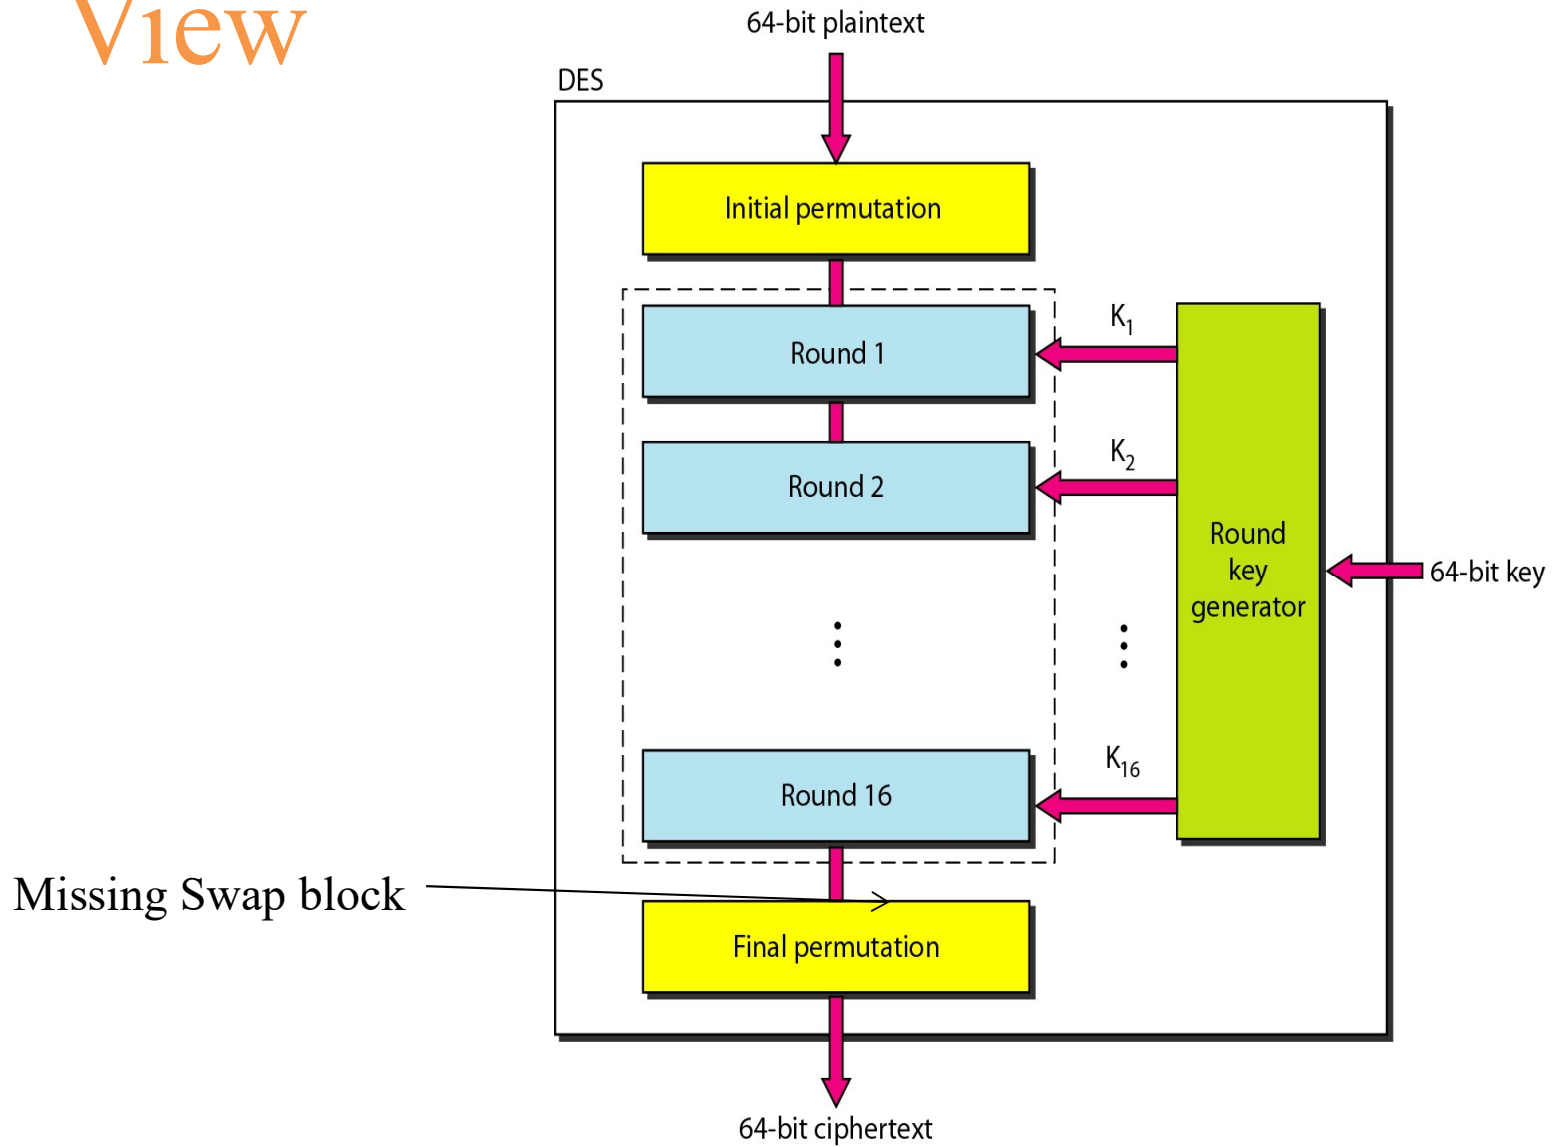 View
64-bit plaintext
DES
Initial permutation
Round 1
K1
Round 2
K2
Round
key
generator
64-bit key
Round 16
K16
Missing Swap block
Final permutation
64-bit ciphertext